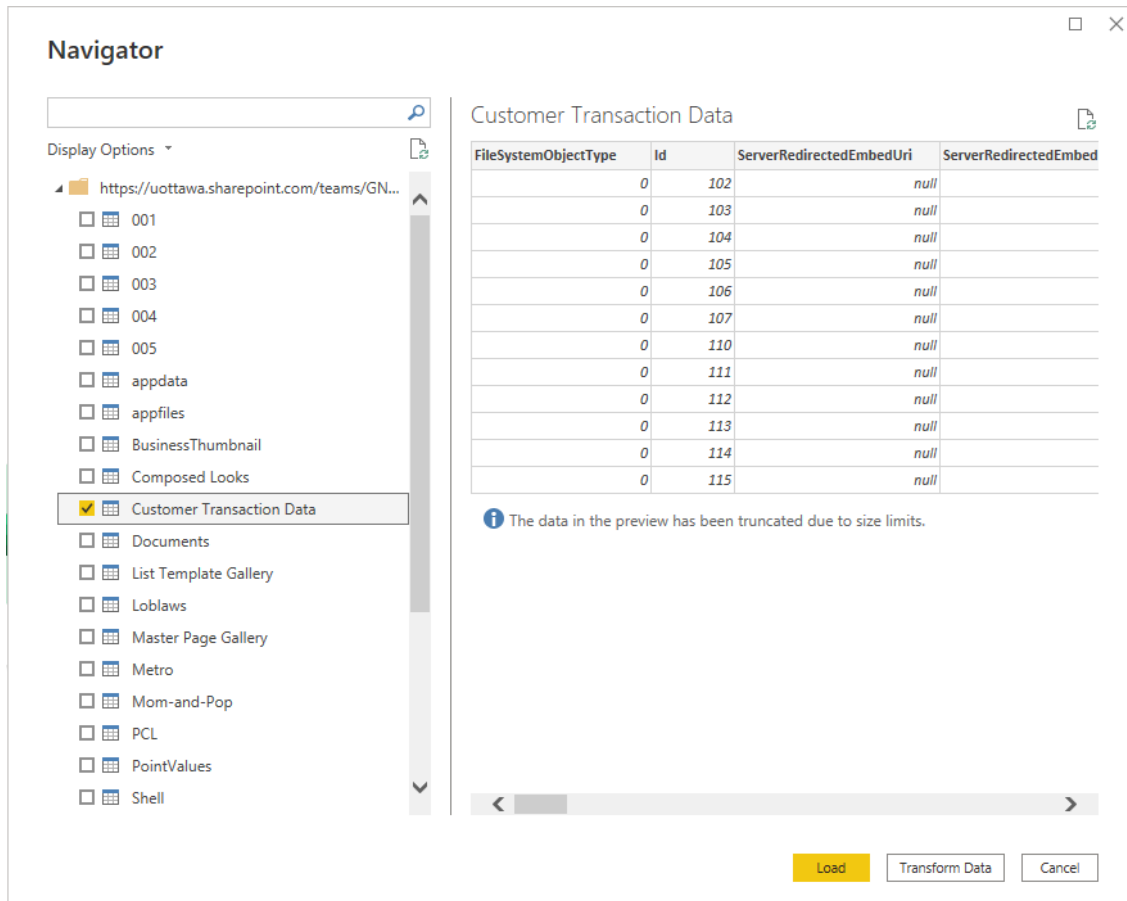 Navigator
Display Options
https://uottawa.sharepoint.com/teams/GN...
001
002
003
004
005
appdata
appfiles
BusinessThumbnail
Composed Looks
Customer Transaction Data
Documents
List Template Gallery
Loblaws
Master Page Gallery
Metro
Mom-and-Pop
PCL
PointValues
Shell
Customer Transaction Data
FileSystemObjectType Id ServerRedirectedEmbedUri ServerRedirectedEmbed
0 102 null
0 103 null
0 104 null
0 105 null
0 106 null
0 107 null
0 110 null
0 111 null
0 112 null
0 113 null
0 114 null
0 115 null
The data in the preview has been truncated due to size limits.
Load Transform Data Cancel